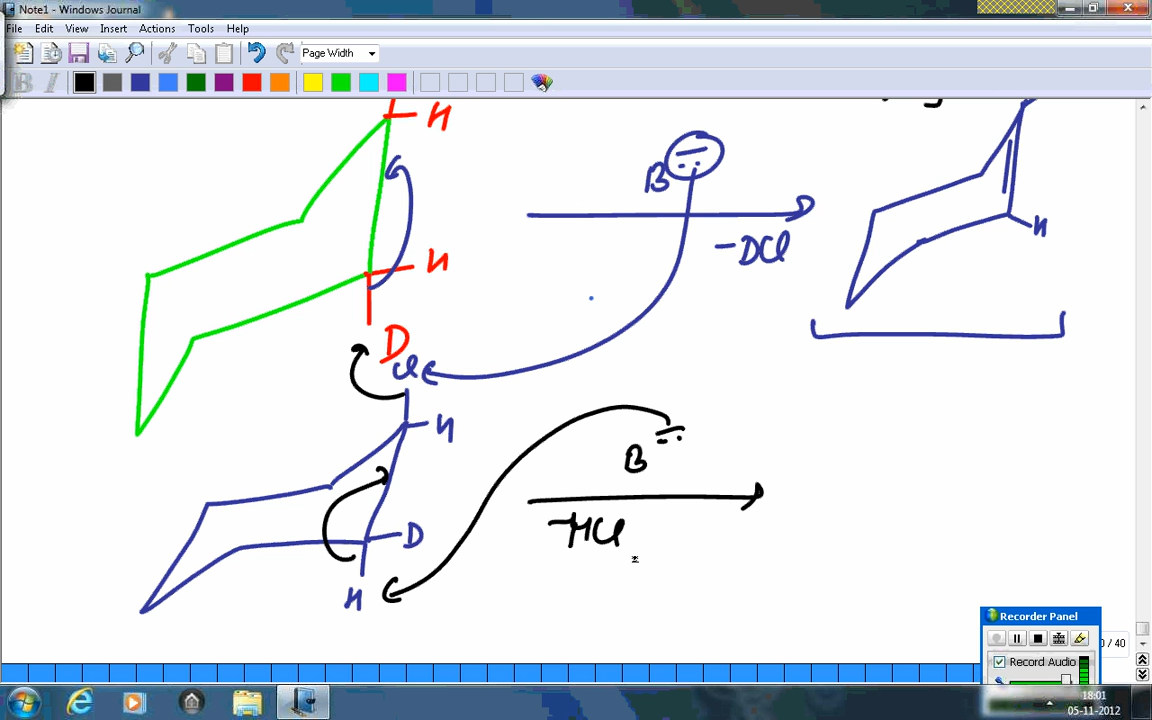 Note1 - Windows Journal
File Edit View Insert Actions Tools Help
Page Width
B I
H
B
H
-DCl
H
D
Cl
H
B
D
-HCl
H
Recorder Panel
/ 40
Record Audio
18:01
05-11-2012